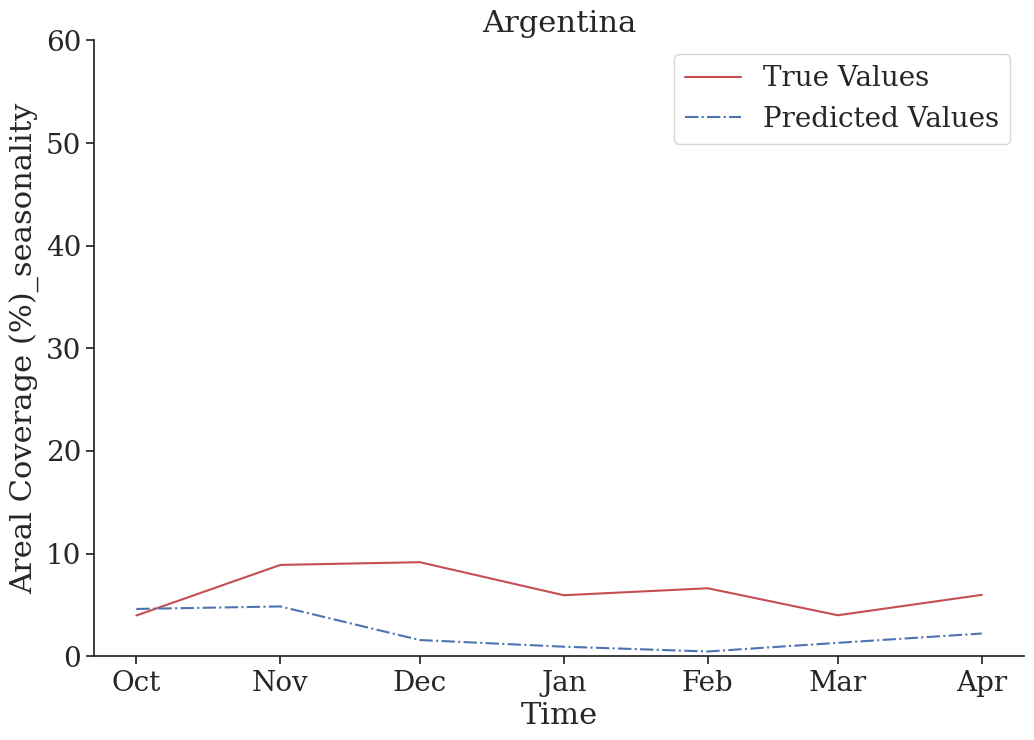 Argentina
True Values
Predicted Values
Areal Coverage (%)_seasonality
60
50
40
30
20
10
0
Oct Nov Dec Jan Feb Mar Apr
Time